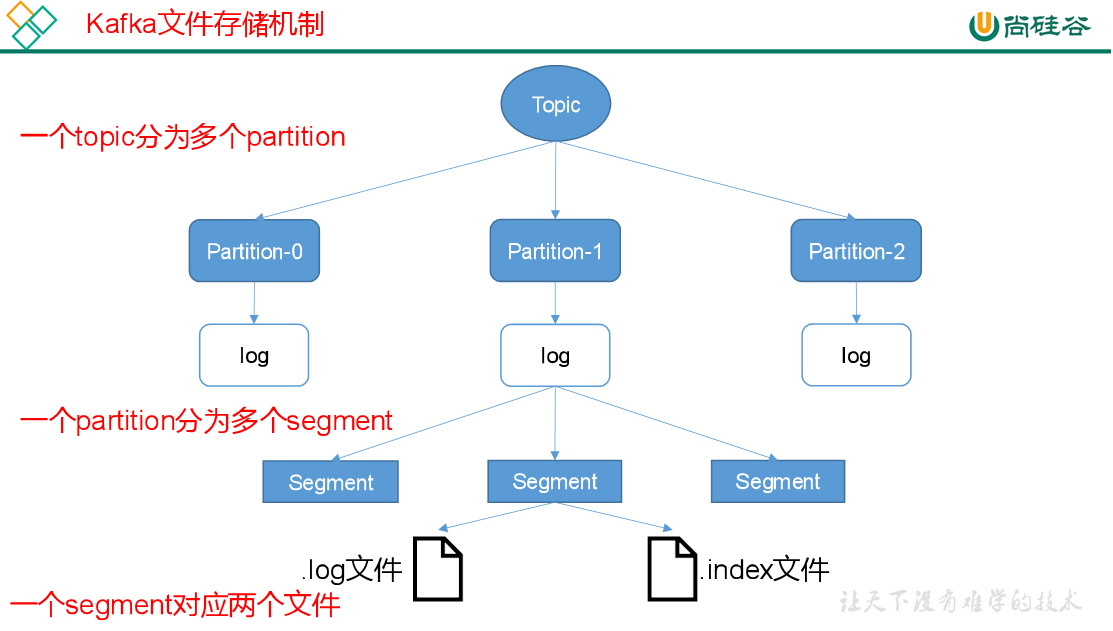 Kafka文件存储机制
尚硅谷
Topic
一个topic分为多个partition
Partition-0
Partition-1
Partition-2
log
log
log
一个partition分为多个segment
Segment
Segment
Segment
.log文件
.index文件
一个segment对应两个文件
让天下没有难学的技术